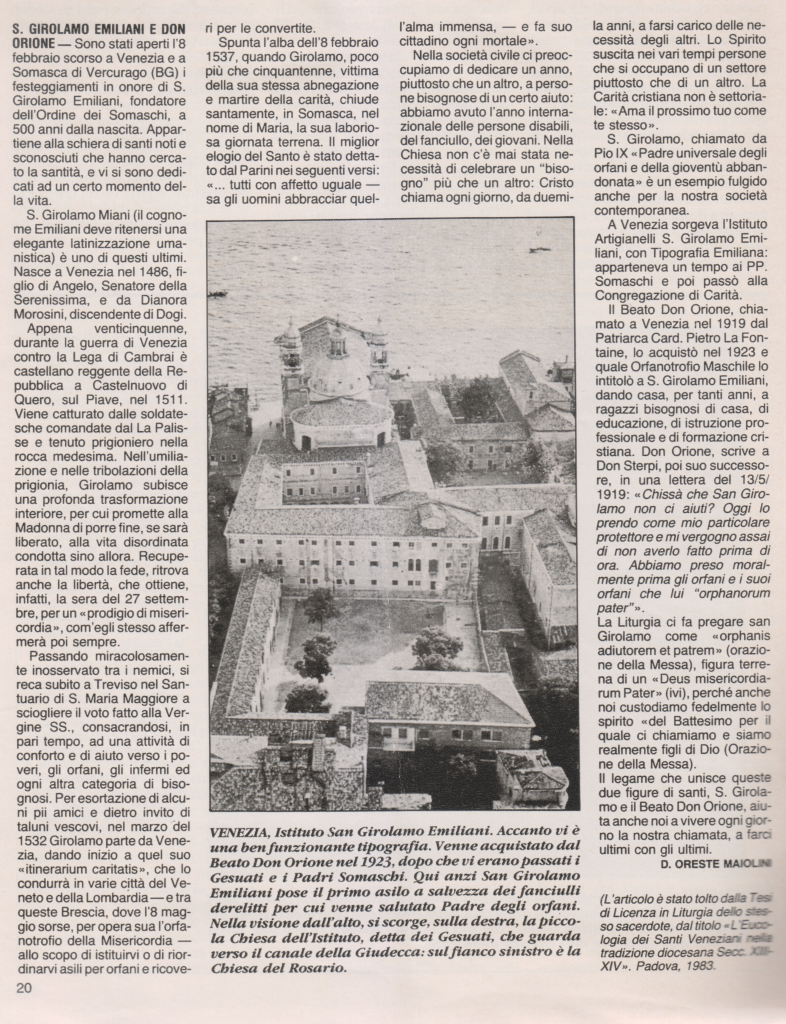 S. GIROLAMO EMILIANI E DON
ORIONE — Sono stati aperti l'8
febbraio scorso a Venezia e a
Somasca di Vercurago (BG) i
festeggiamenti in onore di S.
Girolamo Emiliani, fondatore
dell'Ordine dei Somaschi, a
500 anni dalla nascita. Appar-
tiene alla schiera di santi noti e
sconosciuti che hanno cerca-
to la santità, e vi si sono dedi-
cati ad un certo momento del-
la vita.
S. Girolamo Miani (il cogno-
me Emiliani deve ritenersi una
elegante latinizzazione uma-
nistica) è uno di questi ultimi.
Nasce a Venezia nel 1486, fi-
glio di Angelo, Senatore della
Serenissima, e da Dianora
Morosini, discendente di Dogi.
Appena venticinquenne,
durante la guerra di Venezia
contro la Lega di Cambrai è
castellano reggente della Re-
pubblica a Castelnuovo di
Quero, sul Piave, nel 1511.
Viene catturato dalle soldate-
sche comandate dal La Palis-
se e tenuto prigioniero nella
rocca medesima. Nell'umilia-
zione e nelle tribolazioni della
prigionia, Girolamo subisce
una profonda trasformazione
interiore, per cui promette alla
Madonna di porre fine, se sarà
liberato, alla vita disordinata
condotta sino allora. Recupe-
rata in tal modo la fede, ritrova
anche la libertà, che ottiene,
infatti, la sera del 27 settem-
bre, per un «prodigio di miseri-
cordia», com'egli stesso affer-
merà poi sempre.
Passando miracolosamen-
te inosservato tra i nemici, si
reca subito a Treviso nel San-
tuario di S. Maria Maggiore a
sciogliere il voto fatto alla Ver-
gine SS., consacrandosi, in
pari tempo, ad una attività di
conforto e di aiuto verso i po-
veri, gli orfani, gli infermi ed
ogni altra categoria di biso-
gnosi. Per esortazione di alcu-
ni pii amici e dietro invito di
taluni vescovi, nel marzo del
1532 Girolamo parte da Vene-
zia, dando inizio a quel suo
«itinerarium caritatis», che lo
condurrà in varie città del Ve-
neto e della Lombardia — e tra
queste Brescia, dove l'8 mag-
gio sorse, per opera sua l'orfa-
notrofio della Misericordia —
allo scopo di istituirvi o di rior-
dinarvi asili per orfani e ricove-
20
ri per le convertite.
Spunta l'alba dell'8 febbraio
1537, quando Girolamo, poco
più che cinquantenne, vittima
della sua stessa abnegazione
e martire della carità, chiude
santamente, in Somasca, nel
nome di Maria, la sua laborio-
sa giornata terrena. Il miglior
elogio del Santo è stato detta-
to dal Parini nei seguenti versi:
«... tutti con affetto uguale —
sa gli uomini abbracciar quel-
l'alma immensa, — e fa suo
cittadino ogni mortale».
Nella società civile ci preoc-
cupiamo di dedicare un anno,
piuttosto che un altro, a perso-
ne bisognose di un certo aiuto:
abbiamo avuto l'anno interna-
zionale delle persone disabili,
del fanciullo, dei giovani. Nella
Chiesa non c'è mai stata ne-
cessità di celebrare un "biso-
gno" più che un altro: Cristo
chiama ogni giorno, da duemi-
VENEZIA, Istituto San Girolamo Emiliani. Accanto vi è
una ben funzionante tipografia. Venne acquistato dal
Beato Don Orione nel 1923, dopo che vi erano passati i
Gesuati e i Padri Somaschi. Qui anzi San Girolamo
Emiliani pose il primo asilo a salvezza dei fanciulli
derelitti per cui venne salutato Padre degli orfani.
Nella visione dall'alto, si scorge, sulla destra, la picco-
la Chiesa dell'Istituto, detta dei Gesuati, che guarda
verso il canale della Giudecca: sul fianco sinistro è la
Chiesa del Rosario.
la anni, a farsi carico delle ne-
cessità degli altri. Lo Spirito
suscita nei vari tempi persone
che si occupano di un settore
piuttosto che di un altro. La
Carità cristiana non è settoria-
le: «Ama il prossimo tuo come
te stesso».
S. Girolamo, chiamato da
Pio IX «Padre universale degli
orfani e della gioventù abban-
donata» è un esempio fulgido
anche per la nostra società
contemporanea.
A Venezia sorgeva l'Istituto
Artigianelli S. Girolamo Emi-
liani, con Tipografia Emiliana:
apparteneva un tempo ai PP.
Somaschi e poi passò alla
Congregazione di Carità.
Il Beato Don Orione, chia-
mato a Venezia nel 1919 dal
Patriarca Card. Pietro La Fon-
taine, lo acquistò nel 1923 e
quale Orfanotrofio Maschile lo
intitolò a S. Girolamo Emiliani,
dando casa, per tanti anni, a
ragazzi bisognosi di casa, di
educazione, di istruzione pro-
fessionale e di formazione cri-
stiana. Don Orione, scrive a
Don Sterpi, poi suo successo-
re, in una lettera del 13/5/
1919: «Chissà che San Giro-
lamo non ci aiuti? Oggi lo
prendo come mio particolare
protettore e mi vergogno assai
di non averlo fatto prima di
ora. Abbiamo preso moral-
mente prima gli orfani e i suoi
orfani che lui "orphanorum
pater"».
La Liturgia ci fa pregare san
Girolamo come «orphanis
adiutorem et patrem» (orazio-
ne della Messa), figura terre-
na di un «Deus misericordia-
rum Pater» (ivi), perché anche
noi custodiamo fedelmente lo
spirito «del Battesimo per il
quale ci chiamiamo e siamo
realmente figli di Dio (Orazio-
ne della Messa).
Il legame che unisce queste
due figure di santi, S. Girola-
mo e il Beato Don Orione, aiu-
ta anche noi a vivere ogni gior-
no la nostra chiamata, a farci
ultimi con gli ultimi.
D. ORESTE MAIOLINI
(L'articolo è stato tolto dalla Tesi
di Licenza in Liturgia dello stes-
so sacerdote, dal titolo «L'Euco-
logia dei Santi Veneziani nella
tradizione diocesana Secc. XIII-
XIV». Padova, 1983.